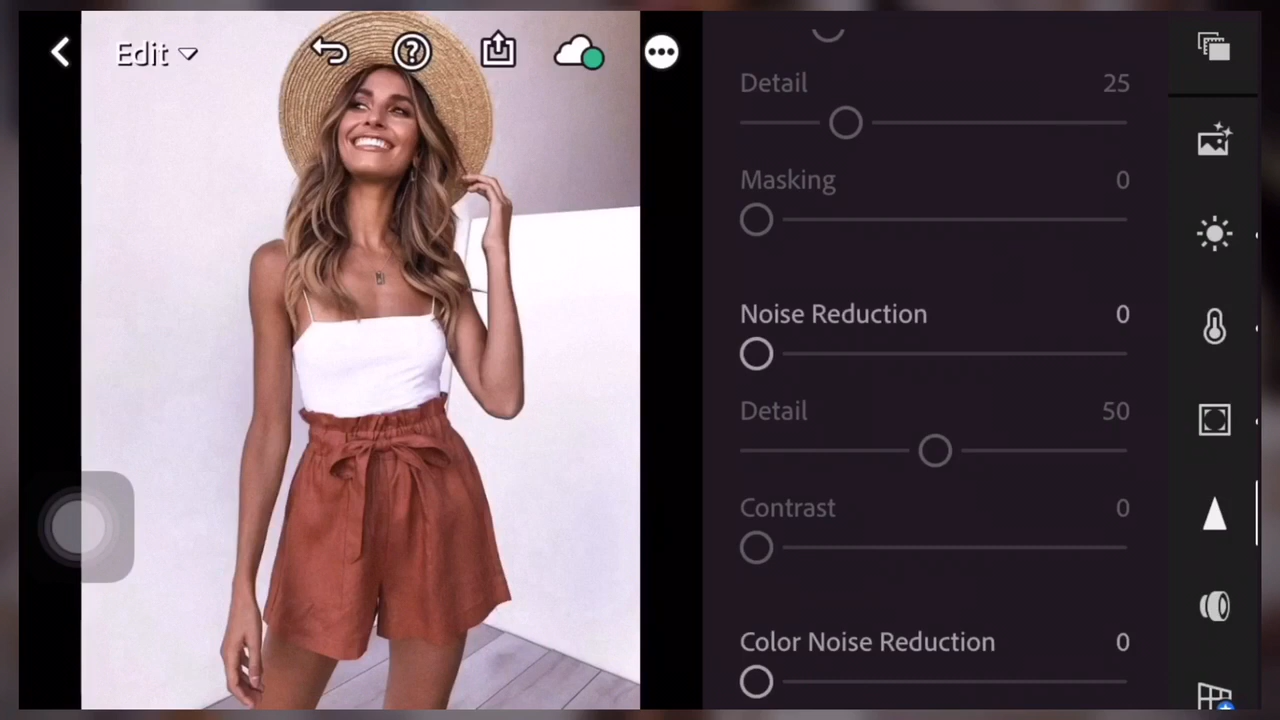 Edit
Detail 25
Masking 0
Noise Reduction 0
Detail 50
Contrast 0
Color Noise Reduction 0